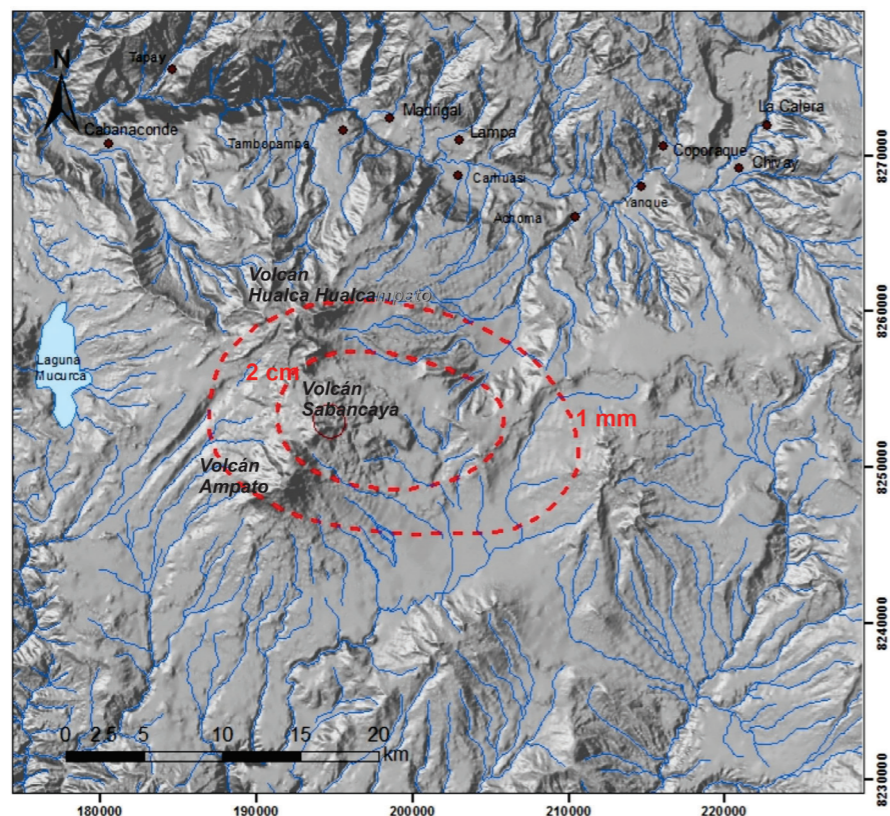 N
Tapay
Madrigal
La Calera
Cabanaconde
Tambopampa
Lampa
Coporaque
Chivay
Carhuasi
Yanque
Achoma
Volcán
Hualca Hualca
Laguna
Mucurca
2 cm
Volcán
Sabancaya
1 mm
Volcán
Ampato
0 2.5 5 10 15 20
km
180000 190000 200000 210000 220000
8270000
8260000
8250000
8240000
8230000